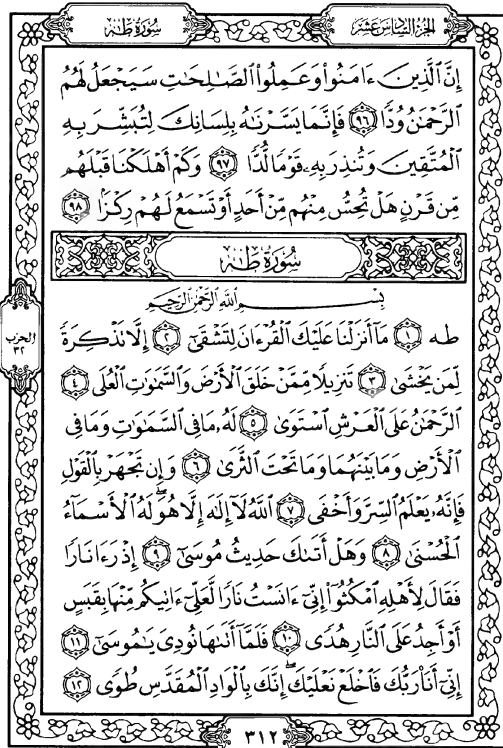 الجزء السادس عشر
سورة طه
إِنَّ الَّذِينَ ءَامَنُوا۟ وَعَمِلُوا۟ الصَّـٰلِحَـٰتِ سَيَجْعَلُ لَهُمُ
الرَّحْمَـٰنُ وُدًّا ٩٦ فَإِنَّمَا يَسَّرْنَـٰهُ بِلِسَانِكَ لِتُبَشِّرَ بِهِ
الْمُتَّقِينَ وَتُنذِرَ بِهِۦ قَوْمًا لُّدًّا ٩٧ وَكَمْ أَهْلَكْنَا قَبْلَهُم
مِّن قَرْنٍ هَلْ تُحِسُّ مِنْهُم مِّنْ أَحَدٍ أَوْ تَسْمَعُ لَهُمْ رِكْزًۢا ٩٨
سورة طه
بِسْمِ اللَّهِ الرَّحْمَـٰنِ الرَّحِيمِ
طه ١ مَآ أَنزَلْنَا عَلَيْكَ الْقُرْءَانَ لِتَشْقَىٰٓ ٢ إِلَّا تَذْكِرَةً
لِّمَن يَخْشَىٰ ٣ تَنزِيلًا مِّمَّنْ خَلَقَ الْأَرْضَ وَالسَّمَـٰوَٰتِ الْعُلَى ٤
الرَّحْمَـٰنُ عَلَى الْعَرْشِ اسْتَوَىٰ ٥ لَهُۥ مَا فِى السَّمَـٰوَٰتِ وَمَا فِى
الْأَرْضِ وَمَا بَيْنَهُمَا وَمَا تَحْتَ الثَّرَىٰ ٦ وَإِن تَجْهَرْ بِالْقَوْلِ
فَإِنَّهُۥ يَعْلَمُ السِّرَّ وَأَخْفَى ٧ اللَّهُ لَآ إِلَـٰهَ إِلَّا هُوَ ۖ لَهُ الْأَسْمَآءُ
الْحُسْنَىٰ ٨ وَهَلْ أَتَىٰكَ حَدِيثُ مُوسَىٰٓ ٩ إِذْ رَءَا نَارًا
فَقَالَ لِأَهْلِهِ امْكُثُوٓا۟ إِنِّىٓ ءَانَسْتُ نَارًا لَّعَلِّىٓ ءَاتِيكُم مِّنْهَا بِقَبَسٍ
أَوْ أَجِدُ عَلَى النَّارِ هُدًى ١٠ فَلَمَّآ أَتَىٰهَا نُودِىَ يَـٰمُوسَىٰٓ ١١
إِنِّىٓ أَنَا۠ رَبُّكَ فَاخْلَعْ نَعْلَيْكَ ۖ إِنَّكَ بِالْوَادِ الْمُقَدَّسِ طُوًى ١٢
الحزب
٣٢
٣١٢